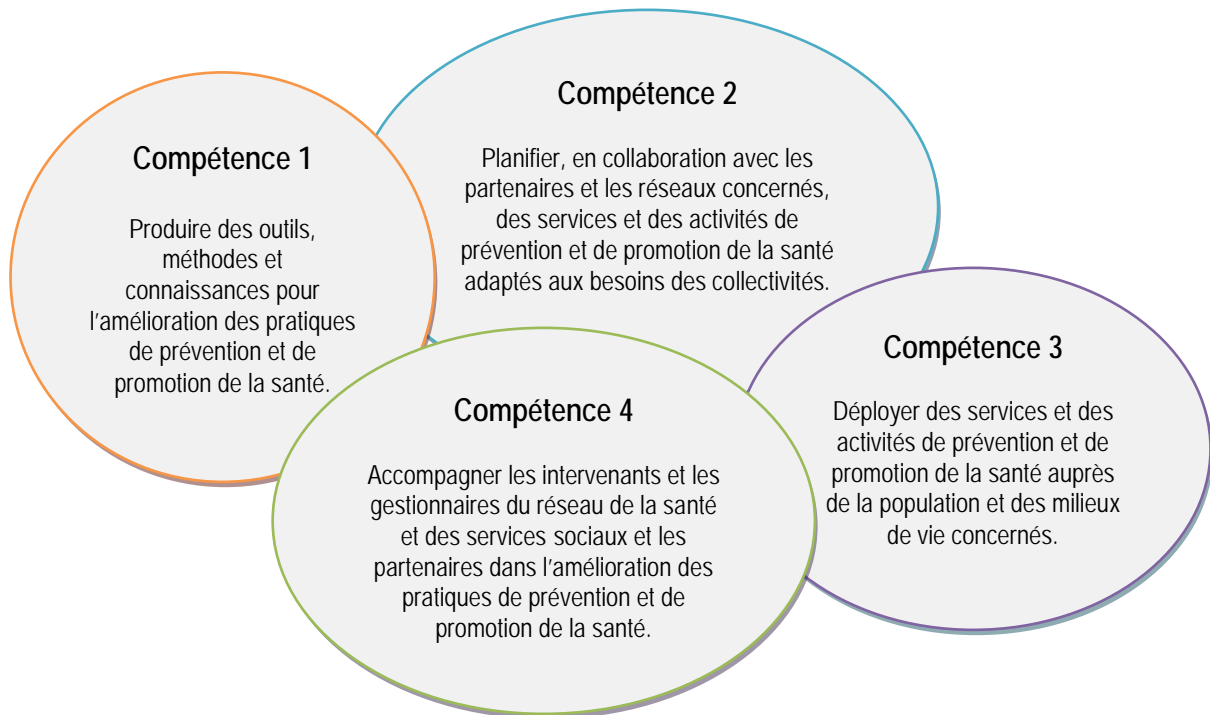 Compétence 1
Produire des outils,
méthodes et
connaissances pour
l'amélioration des pratiques
de prévention et de
promotion de la santé.
Compétence 2
Planifier, en collaboration avec les
partenaires et les réseaux concernés,
des services et des activités de
prévention et de promotion de la santé
adaptés aux besoins des collectivités.
Compétence 3
Déployer des services et des
activités de prévention et de
promotion de la santé auprès
de la population et des milieux
de vie concernés.
Compétence 4
Accompagner les intervenants et les
gestionnaires du réseau de la santé
et des services sociaux et les
partenaires dans l'amélioration des
pratiques de prévention et de
promotion de la santé.